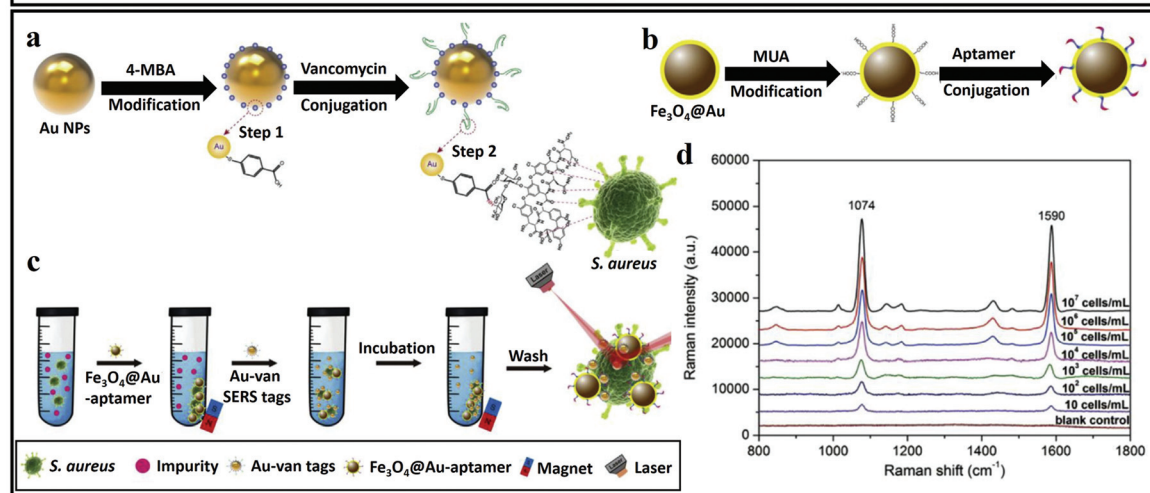 a
Au NPs
4-MBA
Modification
Vancomycin
Conjugation
Step 1
Au
Step 2
Au
S. aureus
b
Fe3O4@Au
MUA
Modification
HOOC
COOH
Aptamer
Conjugation
c
Fe3O4@Au
-aptamer
Au-van
SERS tags
Incubation
Wash
Laser
d
Raman intensity (a.u.)
60000
50000
40000
30000
20000
10000
0
1074
1590
10⁷ cells/mL
10⁶ cells/mL
10⁵ cells/mL
10⁴ cells/mL
10³ cells/mL
10² cells/mL
10 cells/mL
blank control
800 1000 1200 1400 1600 1800
Raman shift (cm⁻¹)
S. aureus Impurity Au-van tags Fe3O4@Au-aptamer Magnet Laser